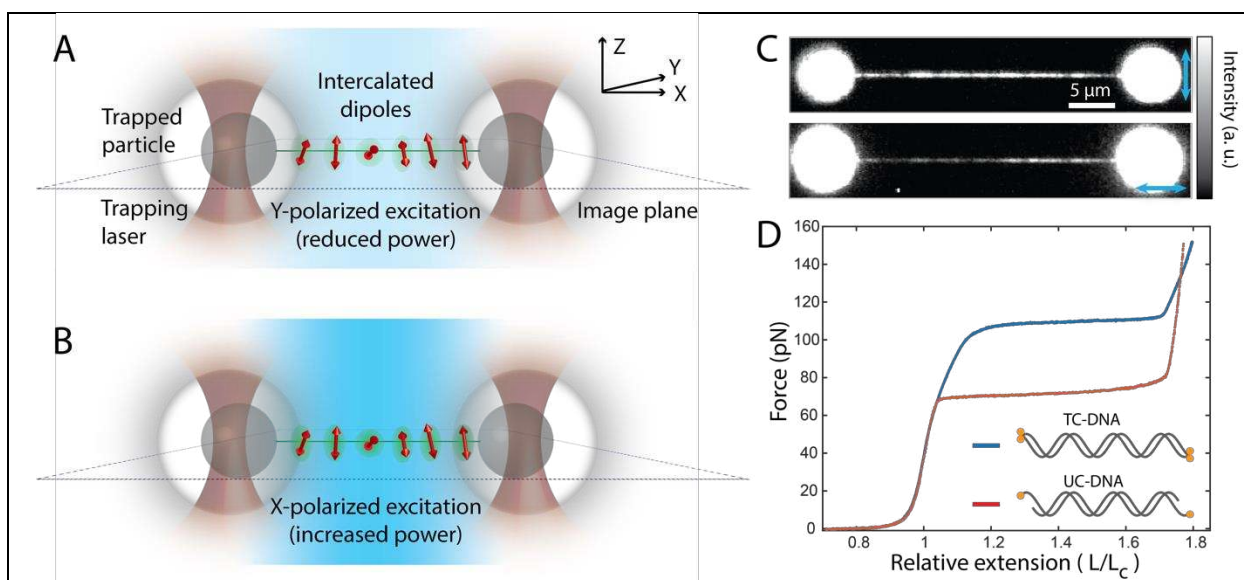 A
Z
Y
X
Intercalated
dipoles
Trapped
particle
Trapping
laser
Y-polarized excitation
(reduced power)
Image plane
B
X-polarized excitation
(increased power)
C
5 μm
Intensity (a. u.)
D
160
140
120
100
80
60
40
20
0
Force (pN)
TC-DNA
UC-DNA
0.8
1
1.2
1.4
1.6
1.8
Relative extension ( L/Lc)